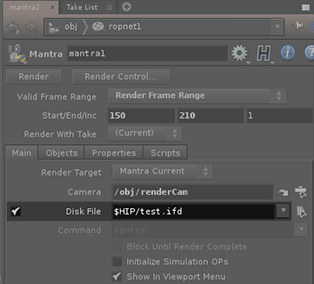 mantra1 Take List
obj ropnet1
Mantra mantra1
Render Render Control...
Valid Frame Range Render Frame Range
Start/End/Inc 150 210 1
Render With Take (Current)
Main Objects Properties Scripts
Render Target Mantra Current
Camera /obj/renderCam
Disk File $HIP/test.ifd
Command mantra
Block Until Render Complete
Initialize Simulation OPs
Show In Viewport Menu